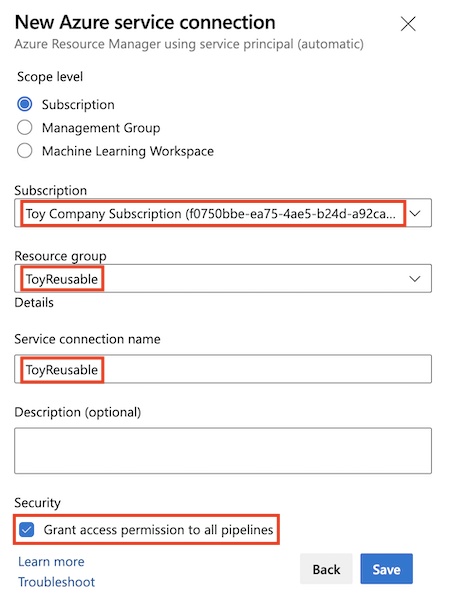 New Azure service connection
Azure Resource Manager using service principal (automatic)
Scope level
Subscription
Management Group
Machine Learning Workspace
Subscription
Toy Company Subscription (f0750bbe-ea75-4ae5-b24d-a92ca...
Resource group
ToyReusable
Details
Service connection name
ToyReusable
Description (optional)
Security
Grant access permission to all pipelines
Learn more
Troubleshoot
Back
Save